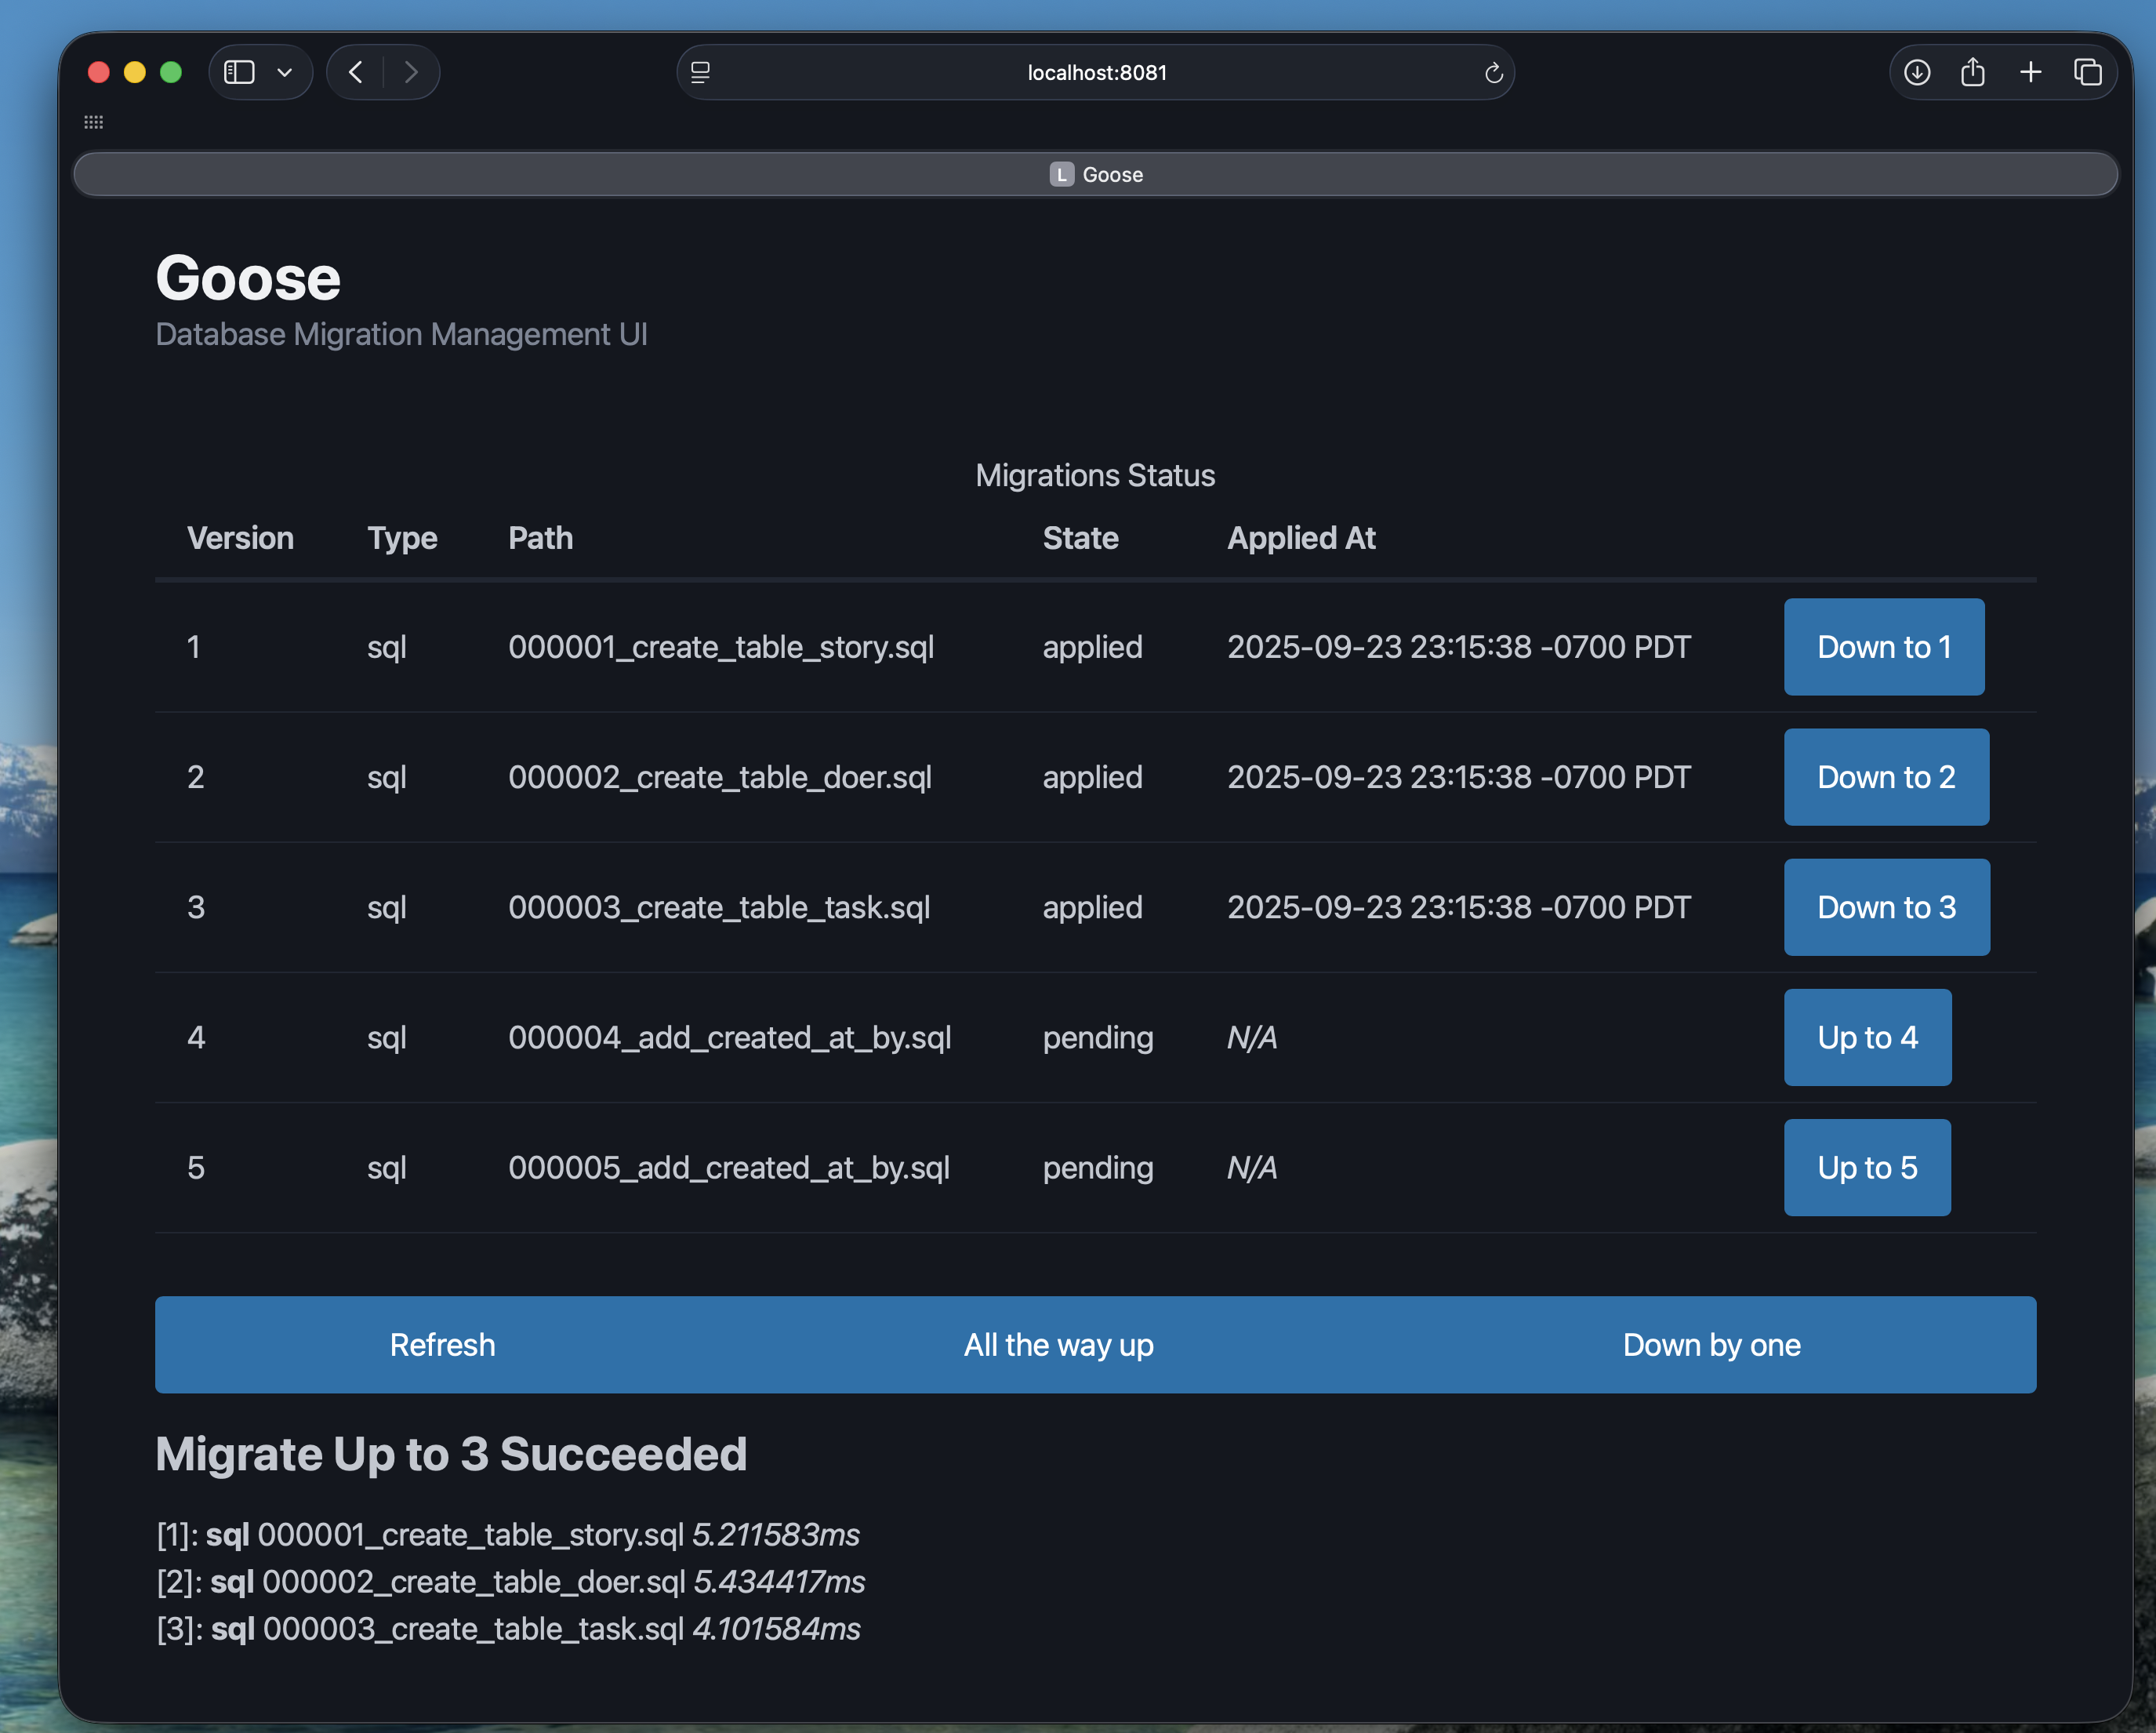 localhost:8081
L Goose
Goose
Database Migration Management UI
Migrations Status
Version Type Path State Applied At
1 sql 000001_create_table_story.sql applied 2025-09-23 23:15:38 -0700 PDT Down to 1
2 sql 000002_create_table_doer.sql applied 2025-09-23 23:15:38 -0700 PDT Down to 2
3 sql 000003_create_table_task.sql applied 2025-09-23 23:15:38 -0700 PDT Down to 3
4 sql 000004_add_created_at_by.sql pending N/A Up to 4
5 sql 000005_add_created_at_by.sql pending N/A Up to 5
Refresh All the way up Down by one
Migrate Up to 3 Succeeded
[1]: sql 000001_create_table_story.sql 5.211583ms
[2]: sql 000002_create_table_doer.sql 5.434417ms
[3]: sql 000003_create_table_task.sql 4.101584ms